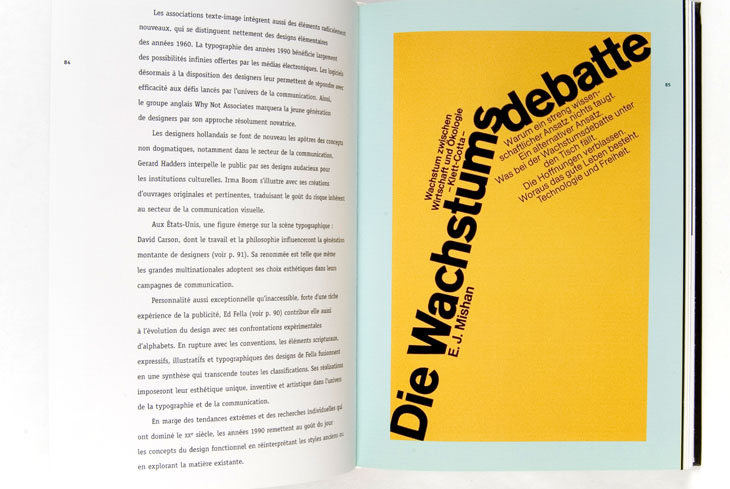 84
Les associations texte-image intègrent aussi des éléments radicalement
nouveaux, qui se distinguent nettement des designs élémentaires
des années 1960. La typographie des années 1990 bénéficie largement
des possibilités infinies offertes par les médias électroniques. Les logiciels
désormais à la disposition des designers leur permettent de répondre avec
efficacité aux défis lancés par l'univers de la communication. Ainsi,
le groupe anglais Why Not Associates marquera la jeune génération
de designers par son approche résolument novatrice.
Les designers hollandais se font de nouveau les apôtres des concepts
non dogmatiques, notamment dans le secteur de la communication.
Gerard Hadders interpelle le public par ses designs audacieux pour
les institutions culturelles. Irma Boom s'illustre avec ses créations
d'ouvrages originales et pertinentes, traduisant le goût du risque inhérent
au secteur de la communication visuelle.
Aux États-Unis, une figure émerge sur la scène typographique :
David Carson, dont le travail et la philosophie influenceront la génération
montante de designers (voir p. 91). Sa renommée est telle que même
les grandes multinationales adoptent ses choix esthétiques dans leurs
campagnes de communication.
Personnalité aussi exceptionnelle qu'inaccessible, forte d'une riche
expérience de la publicité, Ed Fella (voir p. 90) contribue elle aussi
à l'évolution du design avec ses confrontations expérimentales
d'alphabets. En rupture avec les conventions, les éléments scripturaux,
expressifs, illustratifs et typographiques des designs de Fella fusionnent
en une synthèse qui transcende toutes les classifications. Ses réalisations
imposeront leur esthétique unique, inventive et artistique dans l'univers
de la typographie et de la communication.
En marge des tendances extrêmes et des recherches individuelles qui
ont dominé le XXe siècle, les années 1990 remettent au goût du jour
les concepts du design fonctionnel en réinterprétant les styles anciens ou
en explorant la matière existante.
85
Die Wachstumsdebatte
E. J. Mishan
Wachstum zwischen
Wirtschaft und Ökologie
– Klett-Cotta –
Warum ein streng wissen-
schaftlicher Ansatz nichts taugt.
Ein alternativer Ansatz.
Was bei der Wachstumsdebatte unter
den Tisch fällt.
Die Hoffnungen verblassen.
Woraus das gute Leben besteht.
Technologie und Freiheit.